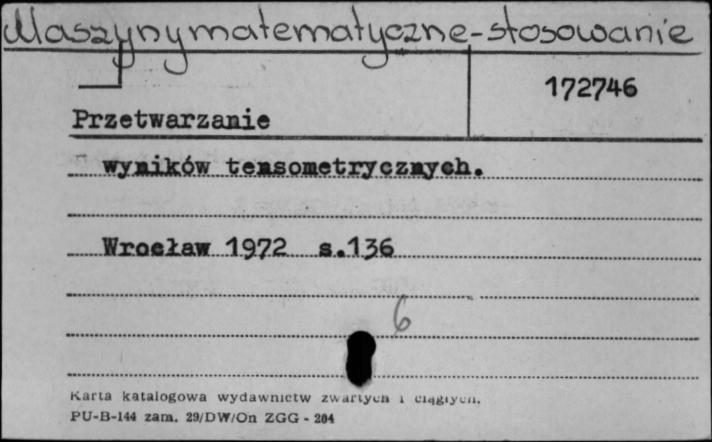 Maszyny matematyczne - stosowanie
172746
Przetwarzanie
wyników tensometrycznych.
Wrocław 1972 s.136
6
Karta katalogowa wydawnictw zwartych i ciągłych.
PU-B-144 zam. 29/DW/On ZGG - 204